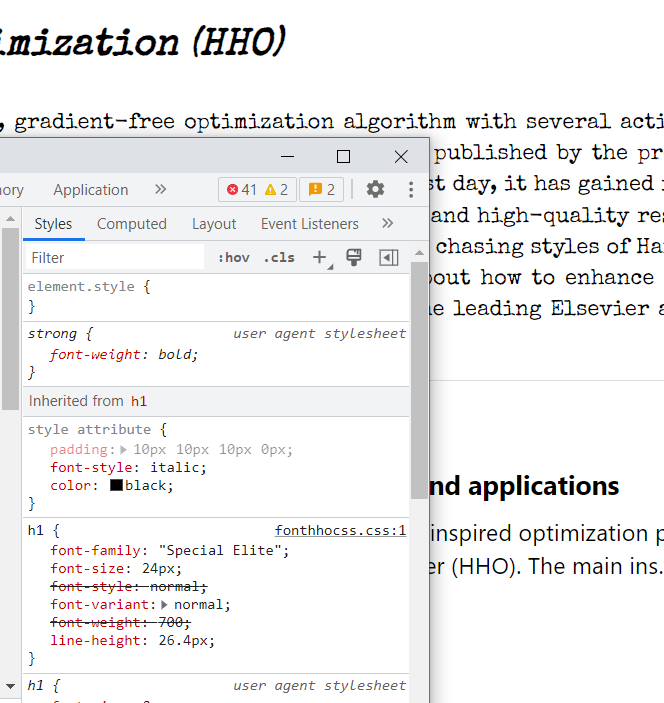 imization (HHO)
, gradient-free optimization algorithm with several acti
published by the pr
st day, it has gained
and high-quality res
chasing styles of Har
out how to enhance
he leading Elsevier a
nory Application » 41 2 2
Styles Computed Layout Event Listeners »
Filter :hov .cls +
element.style {
}
strong { user agent stylesheet
font-weight: bold;
}
Inherited from h1
style attribute {
padding: 10px 10px 10px 0px;
font-style: italic;
color: black;
}
h1 { fonthhocss.css:1
font-family: "Special Elite";
font-size: 24px;
font-style: normal;
font-variant: normal;
font-weight: 700;
line-height: 26.4px;
}
h1 { user agent stylesheet
nd applications
inspired optimization p
er (HHO). The main ins.